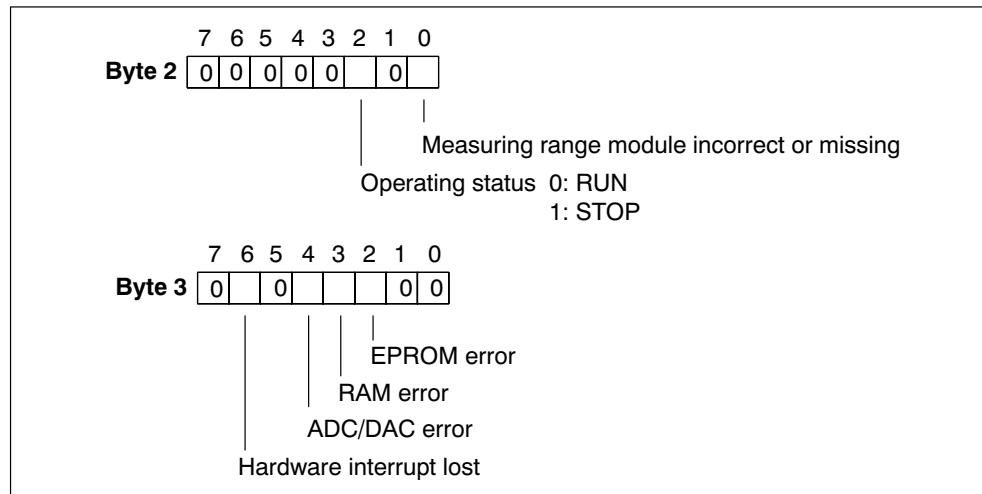 7 6 5 4 3 2 1 0
Byte 2 0 0 0 0 0 0
Measuring range module incorrect or missing
Operating status 0: RUN
1: STOP
7 6 5 4 3 2 1 0
Byte 3 0 0 0 0
EPROM error
RAM error
ADC/DAC error
Hardware interrupt lost